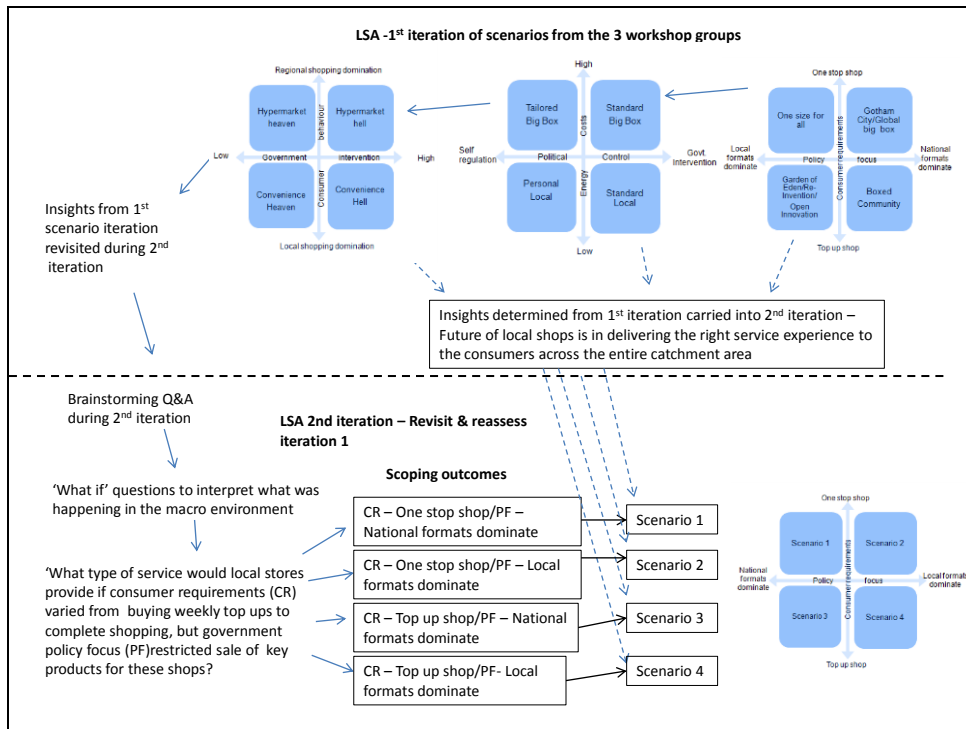 LSA -1st iteration of scenarios from the 3 workshop groups
Regional shopping domination
Hypermarket
heaven
Hypermarket
hell
behaviour
Low
Government
intervention
High
Consumer
Convenience
Heaven
Convenience
Hell
Local shopping domination
High
Tailored
Big Box
Standard
Big Box
Costs
Self
regulation
Political
Control
Govt.
Intervention
Energy
Personal
Local
Standard
Local
Low
One stop shop
One size for
all
Gotham
City/Global
big box
Consumer requirements
Local
formats
dominate
Policy
focus
National
formats
dominate
Garden of
Eden/Re-
Invention/
Open
Innovation
Boxed
Community
Top up shop
Insights from 1st
scenario iteration
revisited during 2nd
iteration
Insights determined from 1st iteration carried into 2nd iteration –
Future of local shops is in delivering the right service experience to
the consumers across the entire catchment area
Brainstorming Q&A
during 2nd iteration
LSA 2nd iteration – Revisit & reassess
iteration 1
Scoping outcomes
‘What if’ questions to interpret what was
happening in the macro environment
‘What type of service would local stores
provide if consumer requirements (CR)
varied from buying weekly top ups to
complete shopping, but government
policy focus (PF)restricted sale of key
products for these shops?
CR – One stop shop/PF –
National formats dominate
CR – One stop shop/PF – Local
formats dominate
CR – Top up shop/PF – National
formats dominate
CR – Top up shop/PF- Local
formats dominate
Scenario 1
Scenario 2
Scenario 3
Scenario 4
One stop shop
Scenario 1
Scenario 2
Consumer requirements
National
formats
dominate
Policy
focus
Local formats
dominate
Scenario 3
Scenario 4
Top up shop